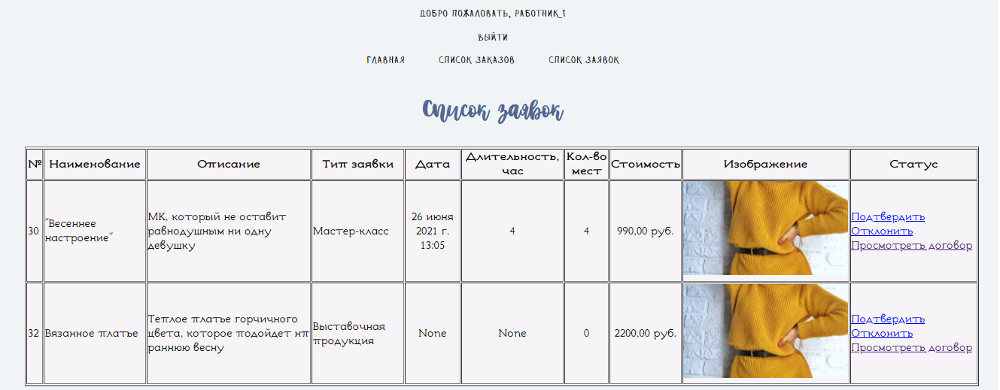 ДОБРО ПОЖАЛОВАТЬ, РАБОТНИК_1
ВЫЙТИ
ГЛАВНАЯ СПИСОК ЗАКАЗОВ СПИСОК ЗАЯВОК
Список заявок
№ Наименование Описание Тип заявки Дата Длительность, час Кол-во мест Стоимость Изображение Статус
30
"Весеннее
настроение"
МК, который не оставит
равнодушным ни одну
девушку
Мастер-класс
26 июня
2021 г.
13:05
4
4
990,00 руб.
Подтвердить
Отклонить
Просмотреть договор
32
Вязанное платье
Теплое платье горчичного
цвета, которое подойдет нп
раннюю весну
Выставочная
продукция
None
None
0
2200,00 руб.
Подтвердить
Отклонить
Просмотреть договор